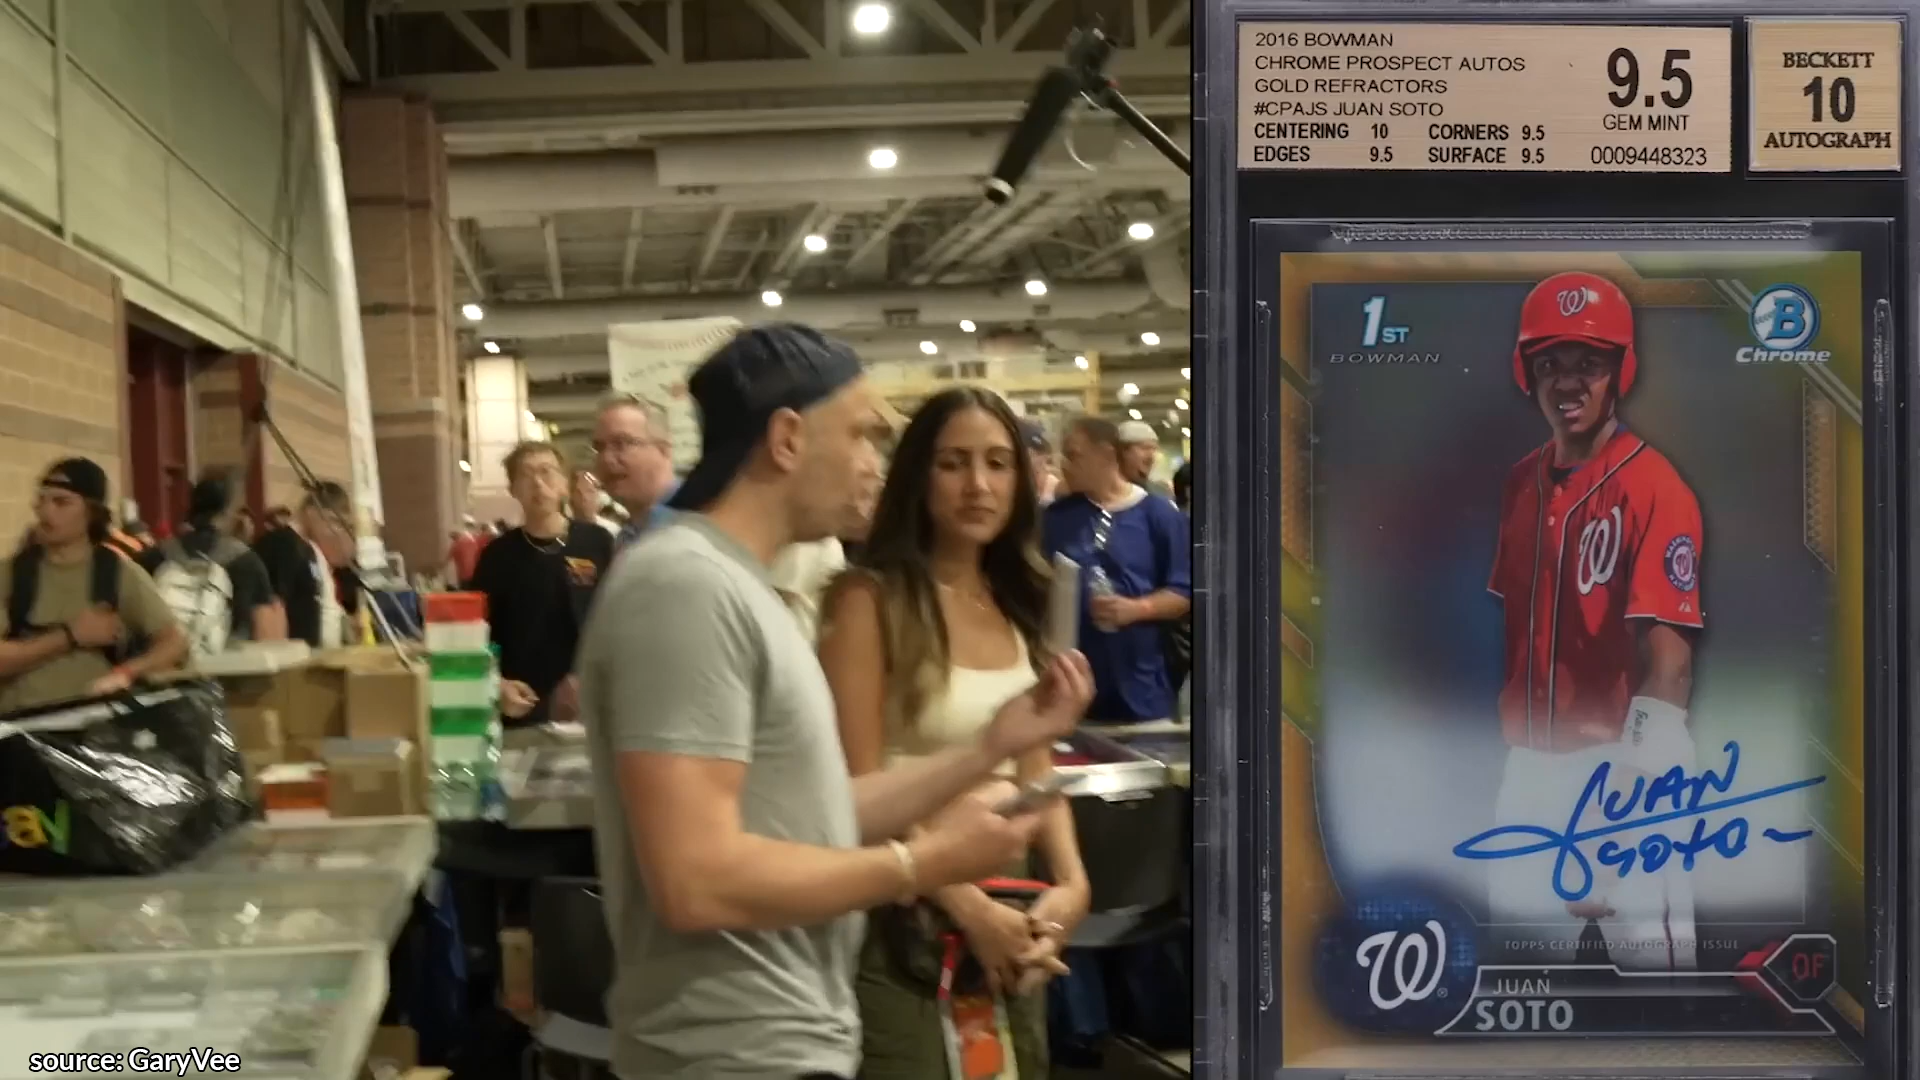 2016 BOWMAN
CHROME PROSPECT AUTOS
GOLD REFRACTORS
#CPAJS JUAN SOTO
CENTERING 10 CORNERS 9.5
EDGES 9.5 SURFACE 9.5
9.5
GEM MINT
0009448323
BECKETT
10
AUTOGRAPH
1ST
BOWMAN
B
Chrome
W
W
JUAN
SOTO
TOPPS CERTIFIED AUTOGRAPH ISSUE
W
OF
JUAN
SOTO
ay
source: GaryVee